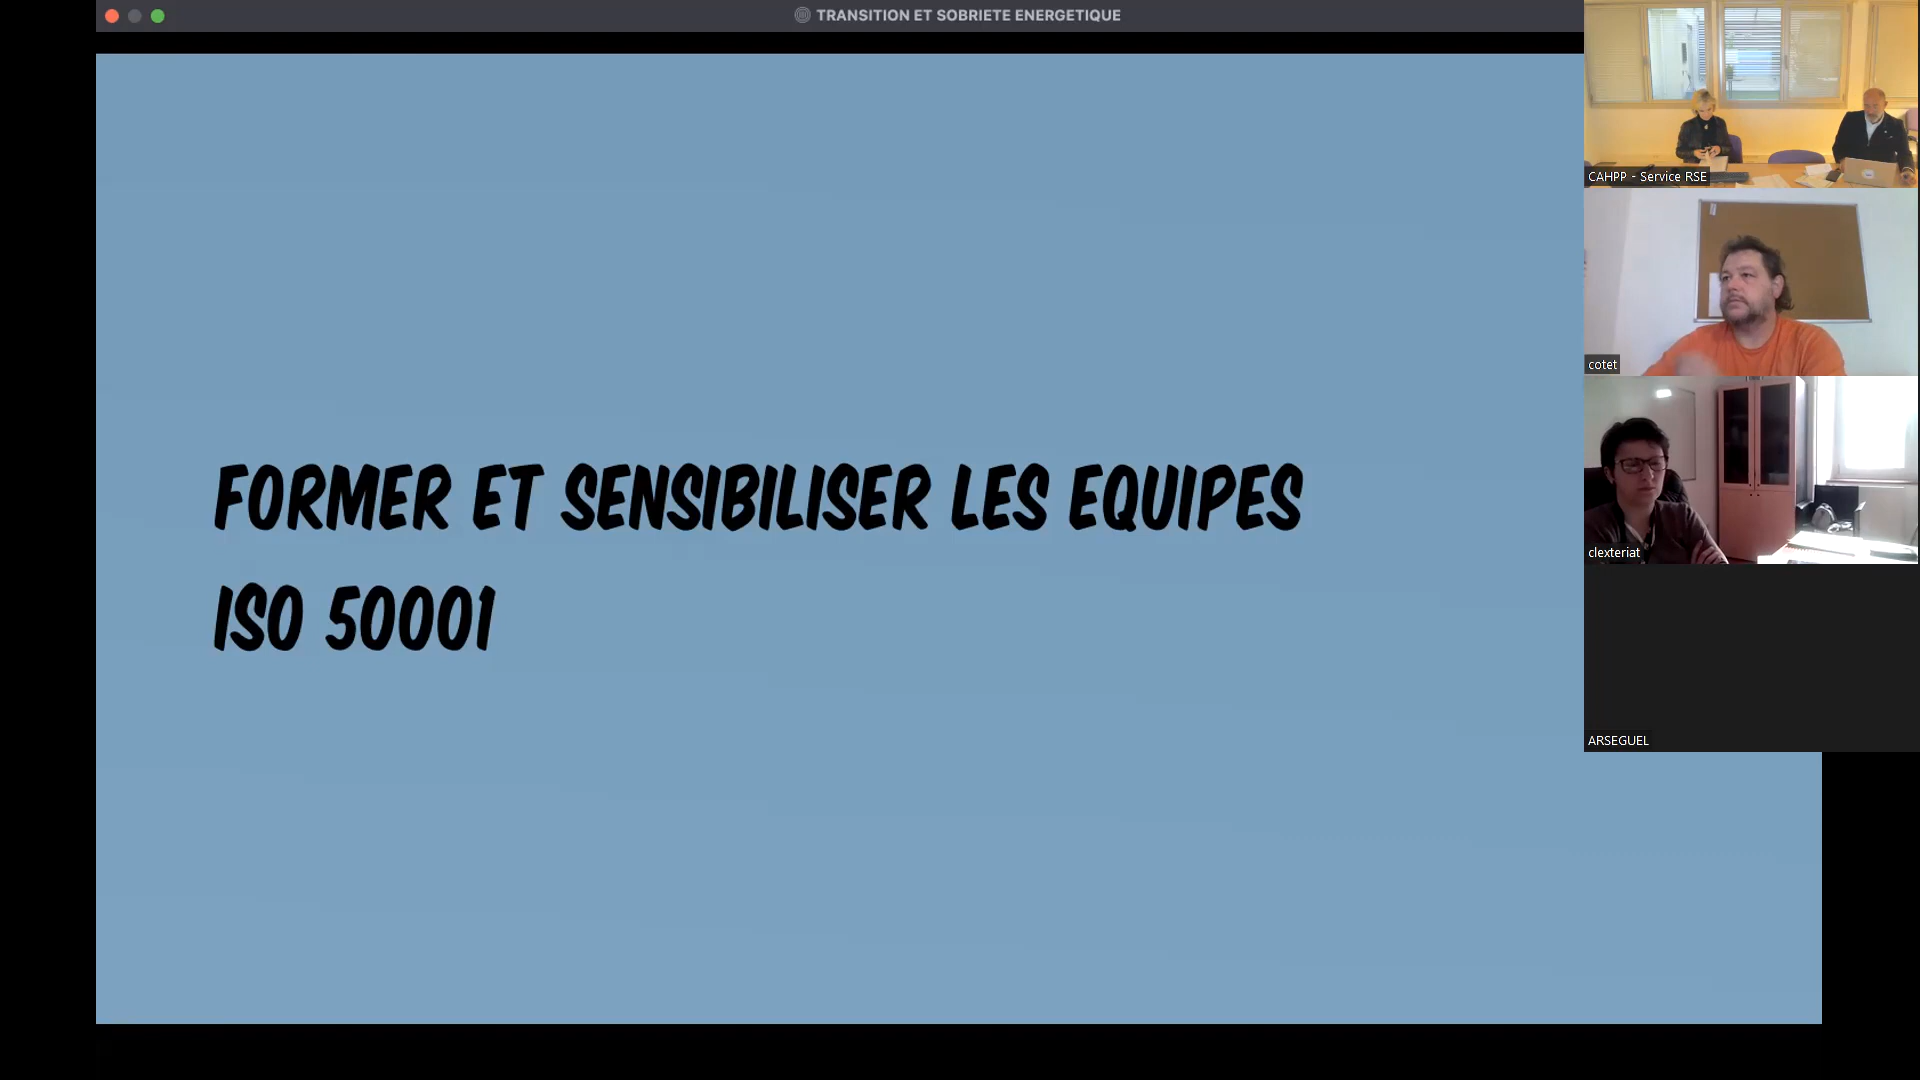 TRANSITION ET SOBRIETE ENERGETIQUE
FORMER ET SENSIBILISER LES EQUIPES
ISO 50001
CAHPP - Service RSE
cotet
clexteriat
ARSEGUEL